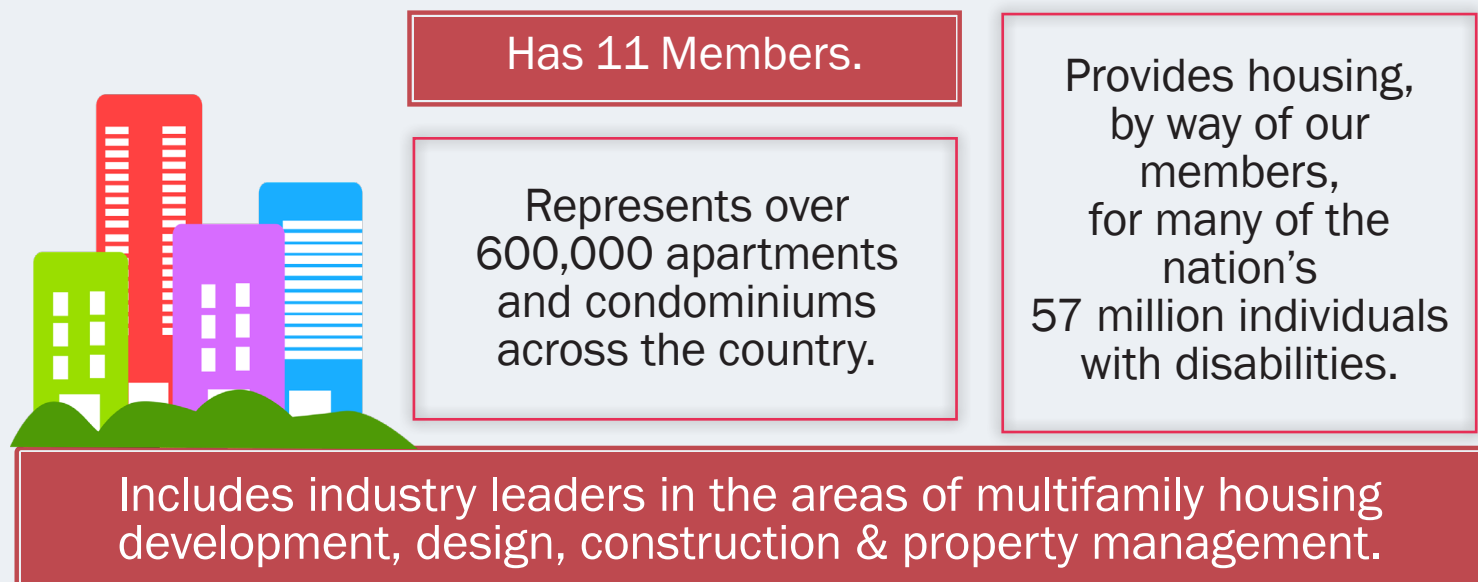 Has 11 Members.
Represents over
600,000 apartments
and condominiums
across the country.
Provides housing,
by way of our
members,
for many of the
nation’s
57 million individuals
with disabilities.
Includes industry leaders in the areas of multifamily housing
development, design, construction & property management.